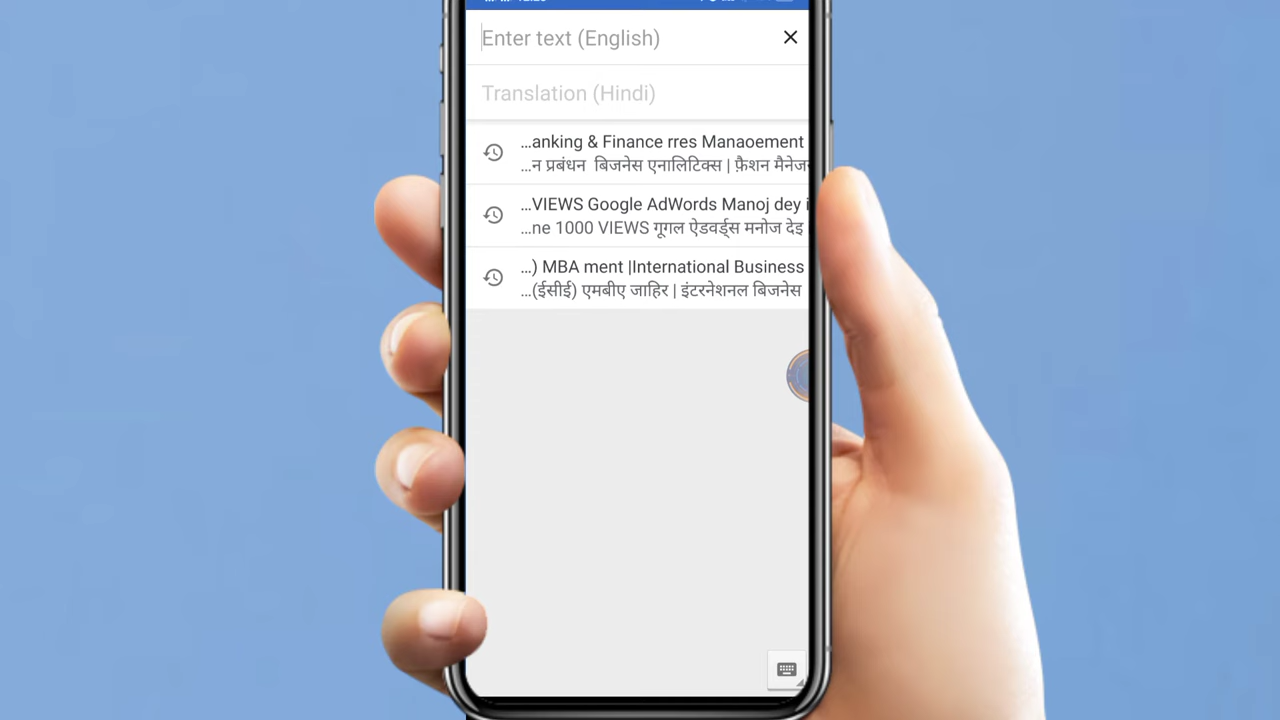 Enter text (English)
Translation (Hindi)
...anking & Finance rres Manaoement
...न प्रबंधन बिजनेस एनालिटिक्स | फ़ैशन मैनेज
...VIEWS Google AdWords Manoj dey i
...ne 1000 VIEWS गूगल ऐडवर्ड्स मनोज देइ
...) MBA ment |International Business
...(ईसीई) एमबीए जाहिर | इंटरनेशनल बिजनेस